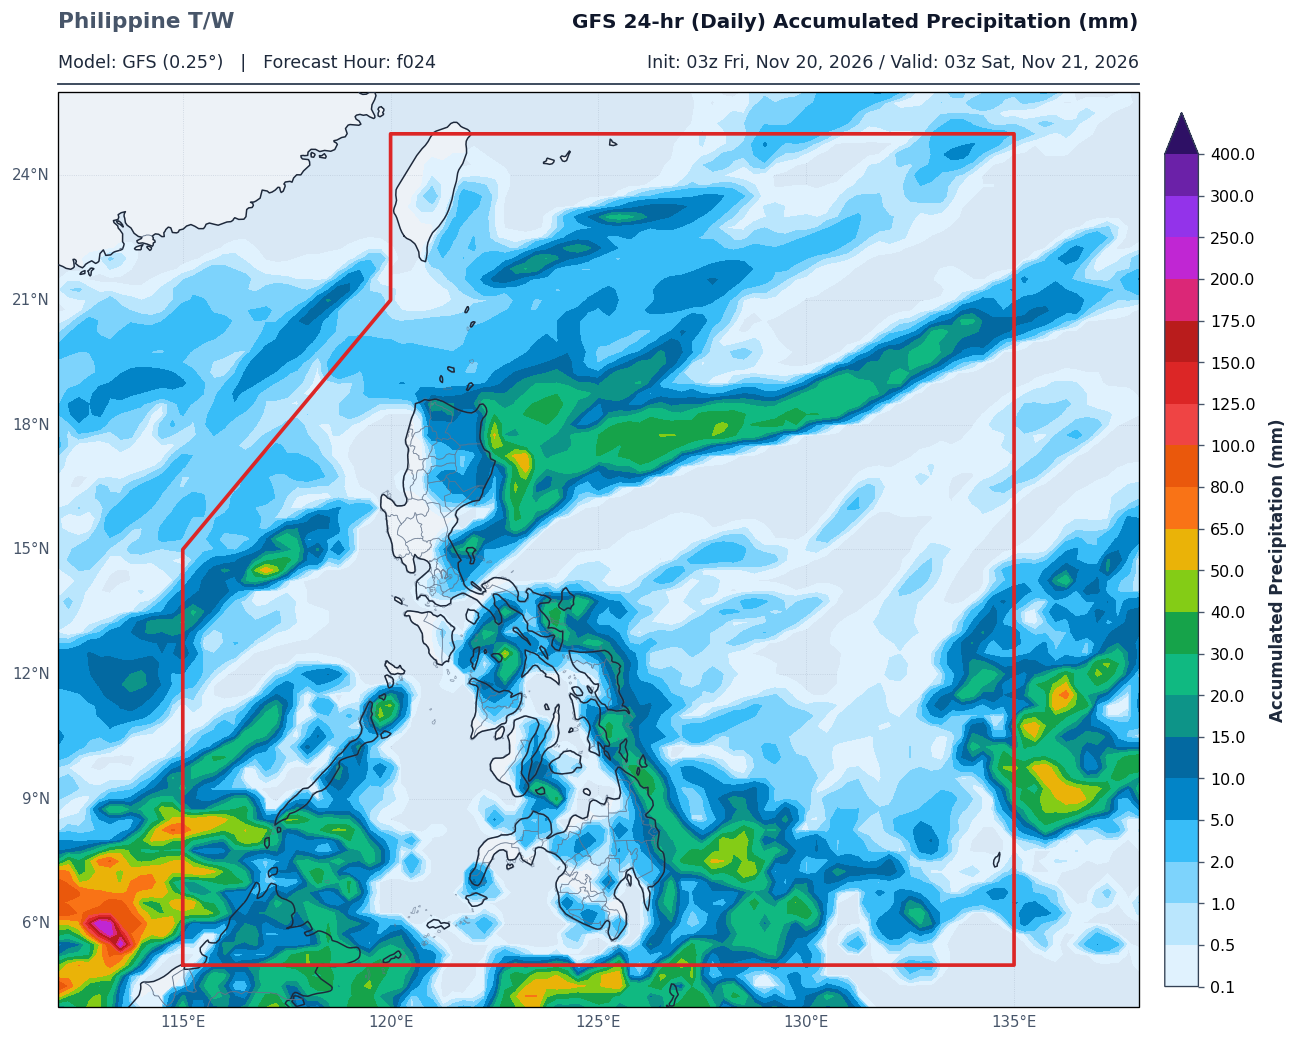 Philippine T/W
GFS 24-hr (Daily) Accumulated Precipitation (mm)
Model: GFS (0.25°) | Forecast Hour: f024
Init: 03z Fri, Nov 20, 2026 / Valid: 03z Sat, Nov 21, 2026
24°N
21°N
18°N
15°N
12°N
9°N
6°N
115°E
120°E
125°E
130°E
135°E
400.0
300.0
250.0
200.0
175.0
150.0
125.0
100.0
80.0
65.0
50.0
40.0
30.0
20.0
15.0
10.0
5.0
2.0
1.0
0.5
0.1
Accumulated Precipitation (mm)